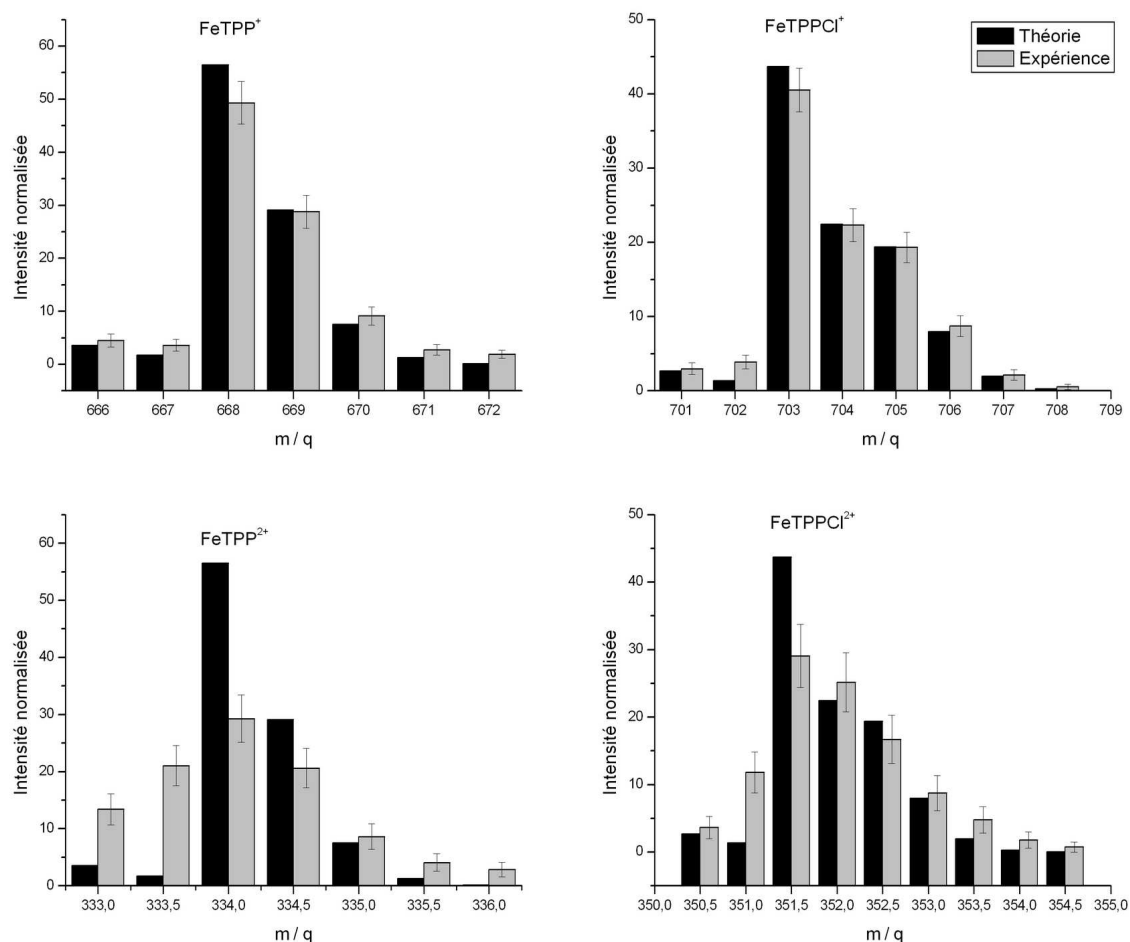 FeTPP⁺
Intensité normalisée
60
50
40
30
20
10
0
666 667 668 669 670 671 672
m / q
FeTPPCl⁺
Théorie
Expérience
Intensité normalisée
50
40
30
20
10
0
701 702 703 704 705 706 707 708 709
m / q
FeTPP²⁺
Intensité normalisée
60
50
40
30
20
10
0
333,0 333,5 334,0 334,5 335,0 335,5 336,0
m / q
FeTPPCl²⁺
Intensité normalisée
50
40
30
20
10
0
350,0 350,5 351,0 351,5 352,0 352,5 353,0 353,5 354,0 354,5 355,0
m / q